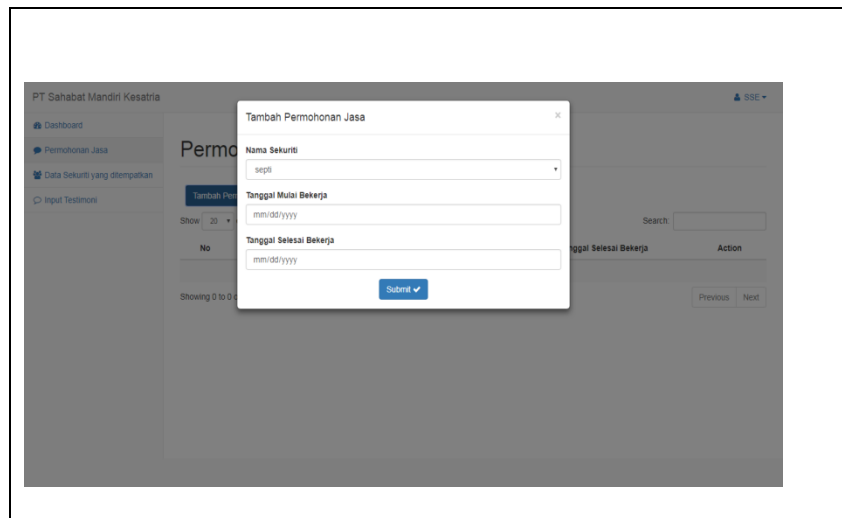 PT Sahabat Mandiri Kesatria
SSE
Dashboard
Permohonan Jasa
Data Sekuriti yang ditempatkan
Input Testimoni
Tambah Permohonan Jasa
×
Nama Sekuriti
septi
Tanggal Mulai Bekerja
mm/dd/yyyy
Tanggal Selesai Bekerja
mm/dd/yyyy
Submit
Permo
Tambah Per
Show 20
Search:
No
nggal Selesai Bekerja
Action
Showing 0 to 0 o
Previous Next